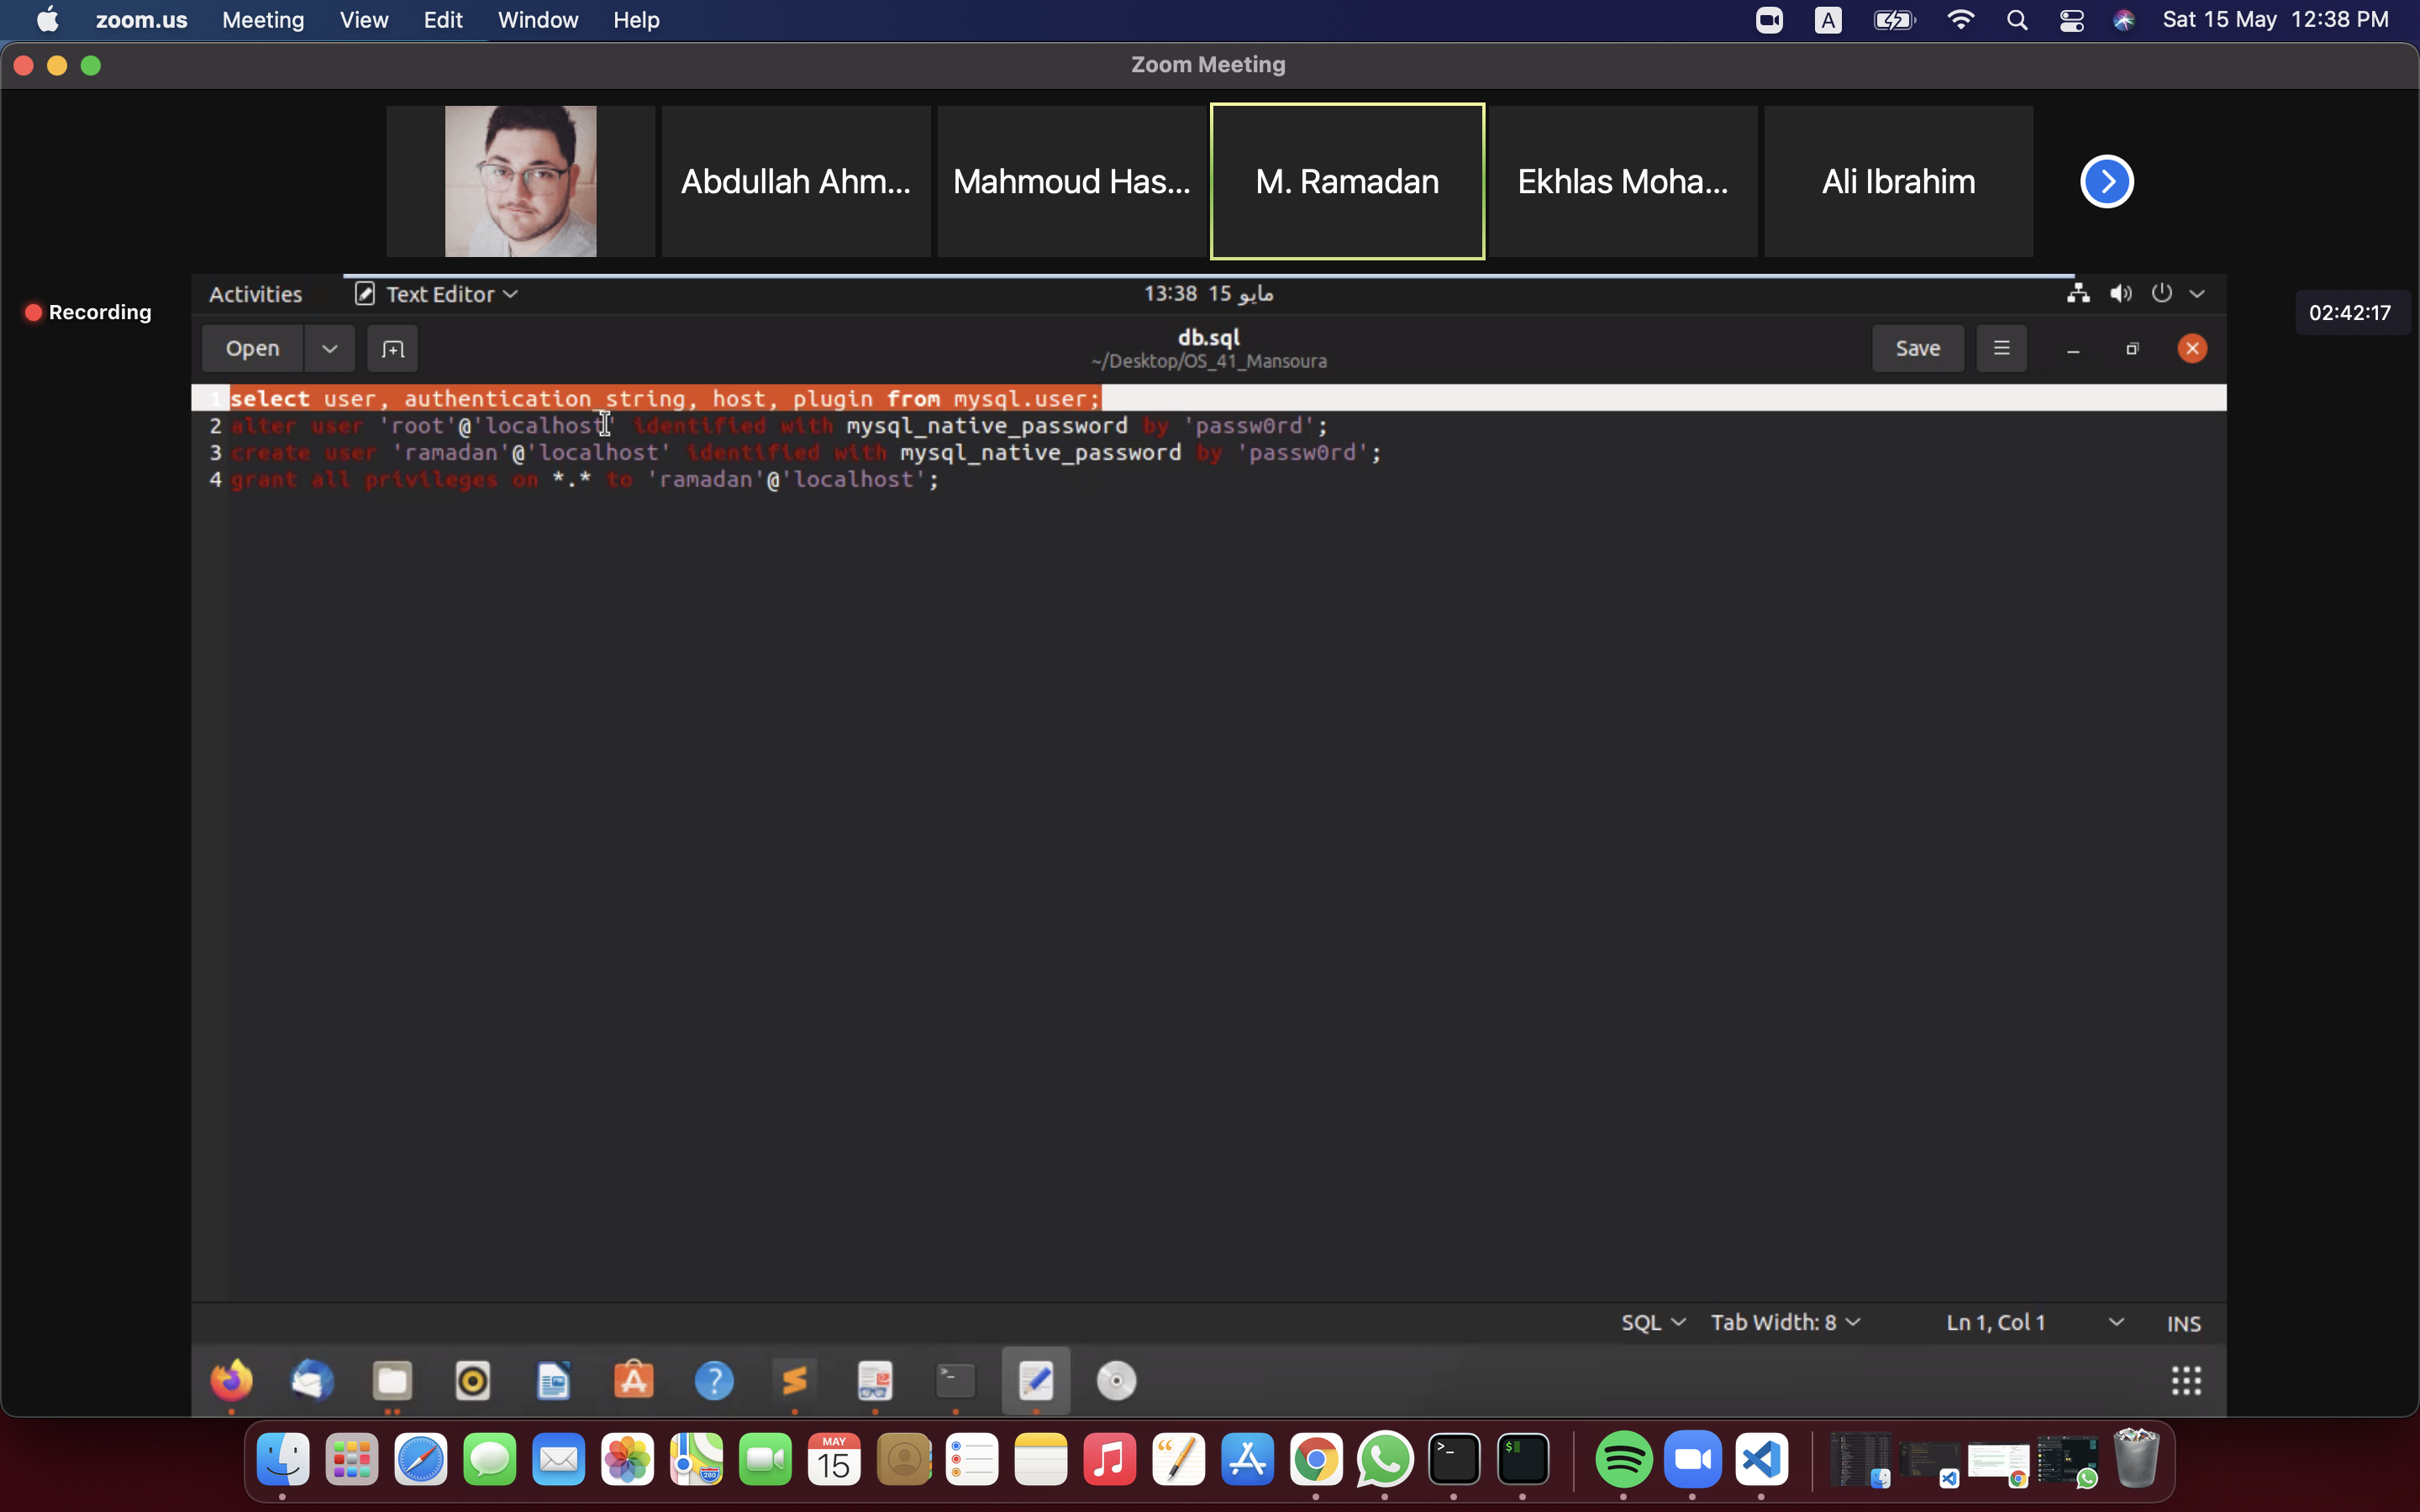 zoom.us Meeting View Edit Window Help
A
Sat 15 May 12:38 PM
Zoom Meeting
Abdullah Ahm...
Mahmoud Has...
M. Ramadan
Ekhlas Moha...
Ali Ibrahim
Recording
02:42:17
Activities
Text Editor
13:38 15 مايو
Open
db.sql
~/Desktop/OS_41_Mansoura
Save
1 select user, authentication_string, host, plugin from mysql.user;
2 alter user 'root'@'localhost' identified with mysql_native_password by 'passw0rd';
3 create user 'ramadan'@'localhost' identified with mysql_native_password by 'passw0rd';
4 grant all privileges on *.* to 'ramadan'@'localhost';
SQL
Tab Width: 8
Ln 1, Col 1
INS
MAY
15
280